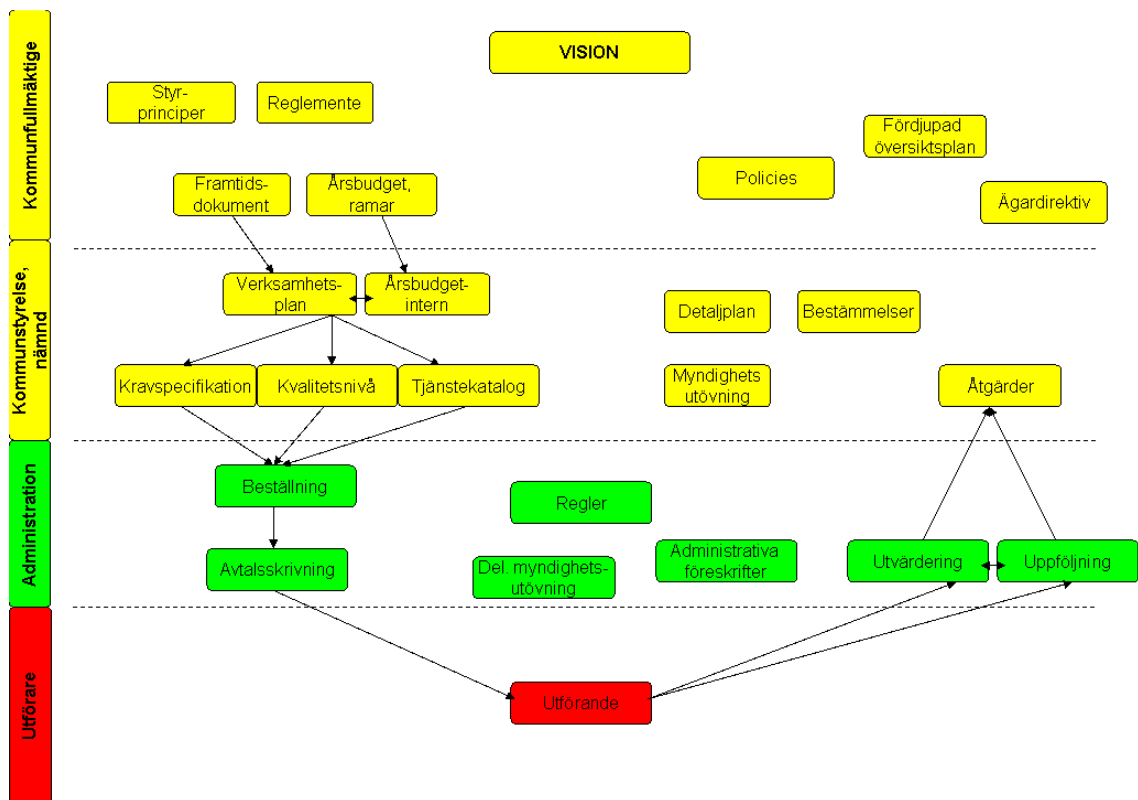 Kommunfullmäktige
VISION
Styr-
principer
Reglemente
Fördjupad
översiktsplan
Policies
Framtids-
dokument
Årsbudget,
ramar
Ägardirektiv
Kommunstyrelse,
nämnd
Verksamhets-
plan
Årsbudget-
intern
Detaljplan
Bestämmelser
Kravspecifikation
Kvalitetsnivå
Tjänstekatalog
Myndighets
utövning
Åtgärder
Administration
Beställning
Regler
Avtalsskrivning
Del. myndighets-
utövning
Administrativa
föreskrifter
Utvärdering
Uppföljning
Utförare
Utförande